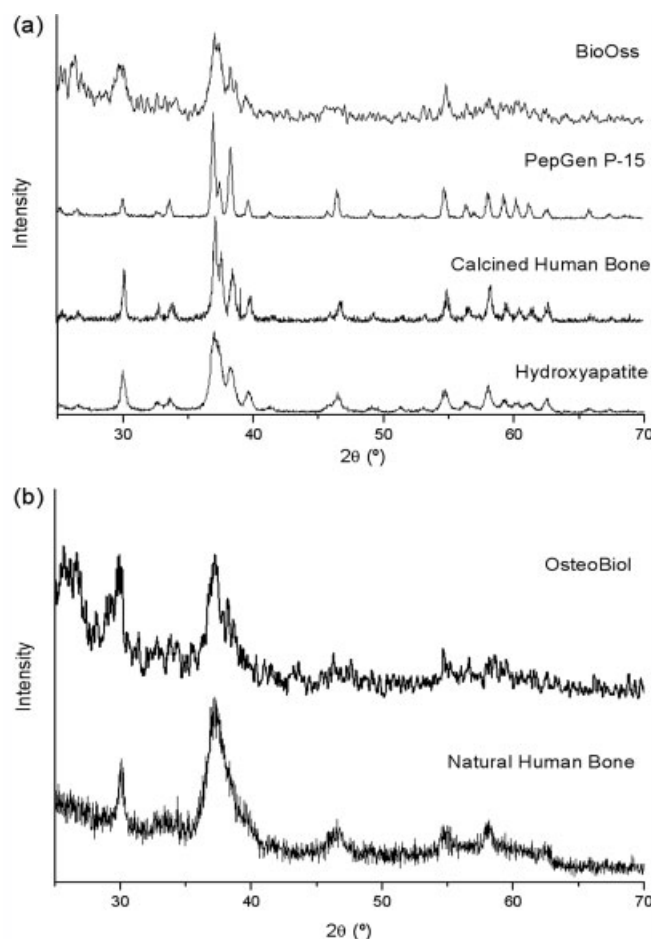 (a)
BioOss
PepGen P-15
Calcined Human Bone
Hydroxyapatite
Intensity
30 40 50 60 70
2θ (º)
(b)
OsteoBiol
Natural Human Bone
Intensity
30 40 50 60 70
2θ (º)